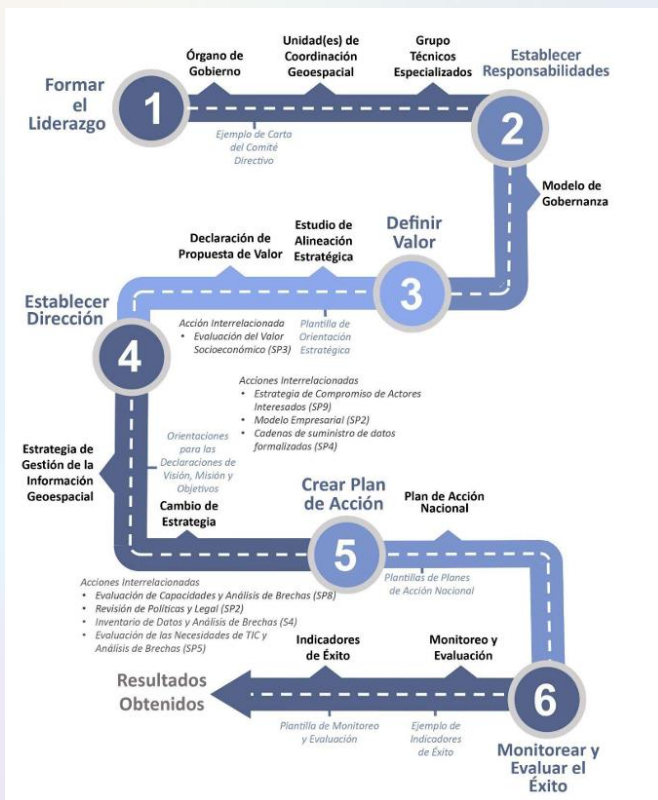 Formar
el
Liderazgo
1
Órgano de
Gobierno
Unidad(es) de
Coordinación
Geoespacial
Grupo
Técnicos
Especializados
Ejemplo de Carta
del Comité
Directivo
Establecer
Responsabilidades
2
Modelo de
Gobernanza
Definir
Valor
3
Estudio de
Alineación
Estratégica
Declaración de
Propuesta de Valor
Plantilla de
Orientación
Estratégica
Acción Interrelacionada
• Evaluación del Valor
Socioeconómico (SP3)
Establecer
Dirección
4
Acciones Interrelacionadas
• Estrategia de Compromiso de Actores
Interesados (SP9)
• Modelo Empresarial (SP2)
• Cadenas de suministro de datos
formalizadas (SP4)
Estrategia de
Gestión de la
Información
Geoespacial
Orientaciones
para las
Declaraciones de
Visión, Misión y
Objetivos
Cambio de
Estrategia
Acciones Interrelacionadas
• Evaluación de Capacidades y Análisis de Brechas (SP8)
• Revisión de Políticas y Legal (SP2)
• Inventario de Datos y Análisis de Brechas (S4)
• Evaluación de las Necesidades de TIC y
Análisis de Brechas (SP5)
Crear Plan
de Acción
5
Plan de Acción
Nacional
Plantillas de Planes
de Acción Nacional
6
Monitorear y
Evaluar el
Éxito
Monitoreo y
Evaluación
Indicadores
de Éxito
Ejemplo de
Indicadores
de Éxito
Plantilla de Monitoreo
y Evaluación
Resultados
Obtenidos